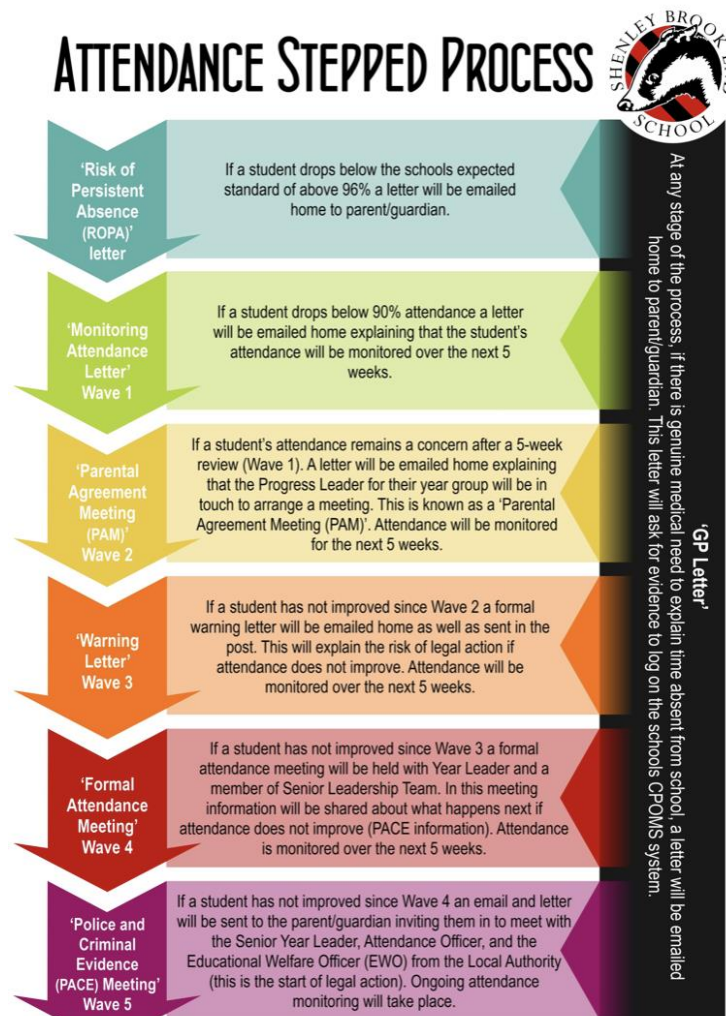 ATTENDANCE STEPPED PROCESS
SHENLEY BROOK
SCHOOL
'Risk of
Persistent
Absence
(ROPA)'
letter
If a student drops below the schools expected
standard of above 96% a letter will be emailed
home to parent/guardian.
'Monitoring
Attendance
Letter'
Wave 1
If a student drops below 90% attendance a letter
will be emailed home explaining that the student's
attendance will be monitored over the next 5
weeks.
'Parental
Agreement
Meeting
(PAM)'
Wave 2
If a student's attendance remains a concern after a 5-week
review (Wave 1). A letter will be emailed home explaining
that the Progress Leader for their year group will be in
touch to arrange a meeting. This is known as a 'Parental
Agreement Meeting (PAM)'. Attendance will be monitored
for the next 5 weeks.
'Warning
Letter'
Wave 3
If a student has not improved since Wave 2 a formal
warning letter will be emailed home as well as sent in the
post. This will explain the risk of legal action if
attendance does not improve. Attendance will be
monitored over the next 5 weeks.
'Formal
Attendance
Meeting'
Wave 4
If a student has not improved since Wave 3 a formal
attendance meeting will be held with Year Leader and a
member of Senior Leadership Team. In this meeting
information will be shared about what happens next if
attendance does not improve (PACE information). Attendance
is monitored over the next 5 weeks.
'Police and
Criminal
Evidence
(PACE) Meeting'
Wave 5
If a student has not improved since Wave 4 an email and letter
will be sent to the parent/guardian inviting them in to meet with
the Senior Year Leader, Attendance Officer, and the
Educational Welfare Officer (EWO) from the Local Authority
(this is the start of legal action). Ongoing attendance
monitoring will take place.
'GP Letter'
At any stage of the process, if there is genuine medical need to explain time absent from school, a letter will be emailed
home to parent/guardian. This letter will ask for evidence to log on the schools CPOMS system.